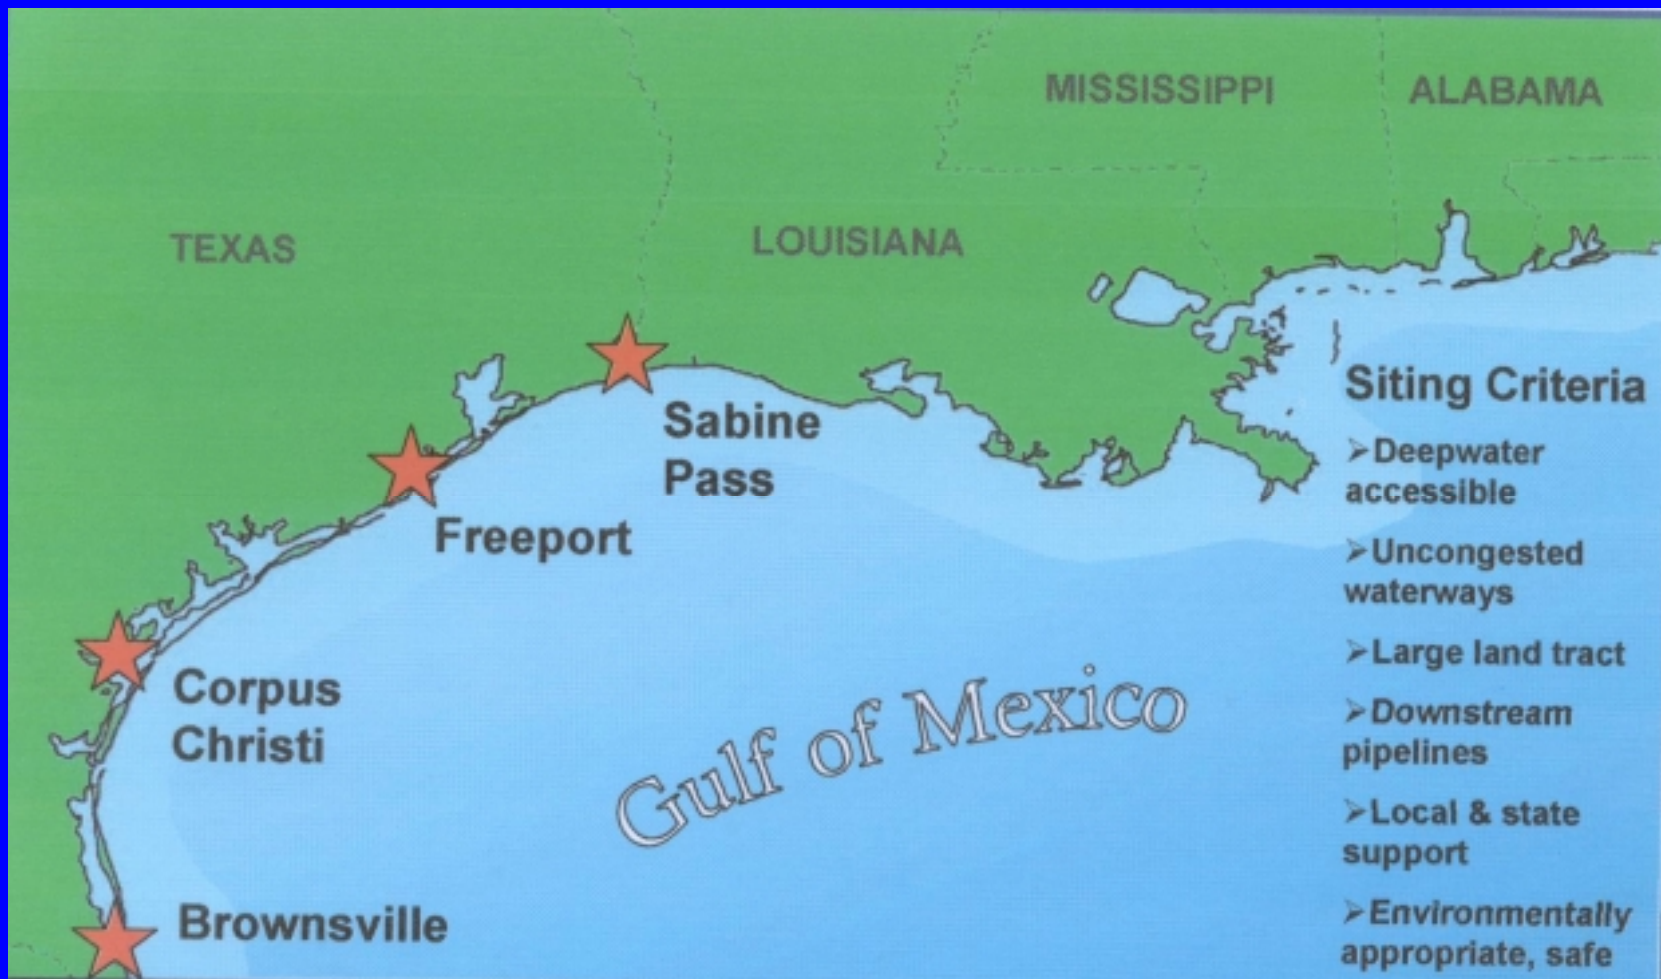 MISSISSIPPI
ALABAMA
TEXAS
LOUISIANA
Sabine
Pass
Freeport
Corpus
Christi
Brownsville
Gulf of Mexico
Siting Criteria
➢Deepwater
accessible
➢Uncongested
waterways
➢Large land tract
➢Downstream
pipelines
➢Local & state
support
➢Environmentally
appropriate, safe